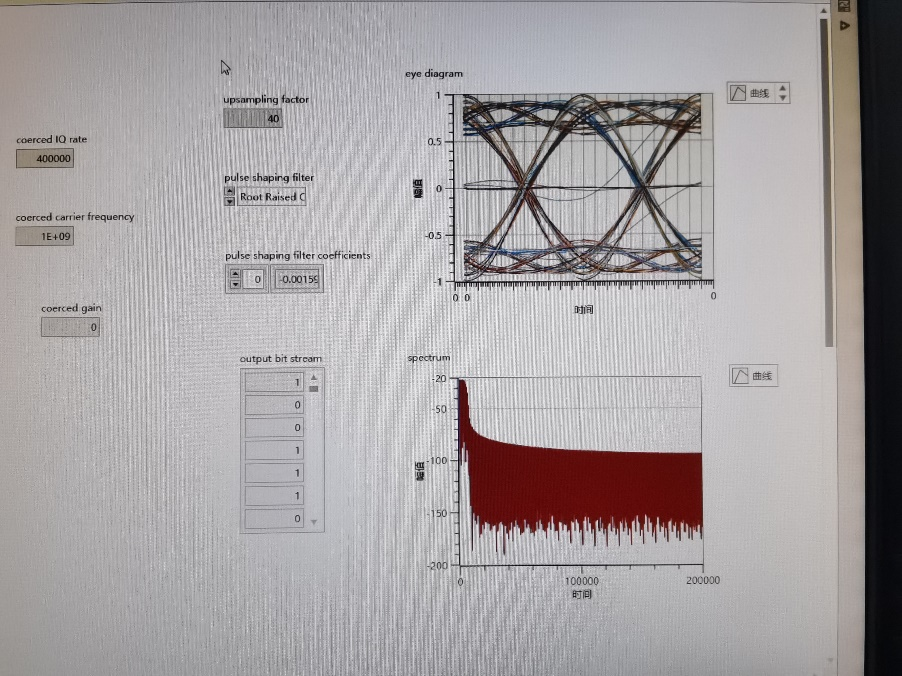 eye diagram
曲线
upsampling factor
40
coerced IQ rate
400000
pulse shaping filter
Root Raised C
coerced carrier frequency
1E+09
pulse shaping filter coefficients
0
-0.00159
coerced gain
0
1
0.5
0
-0.5
-1
幅值
0 0
0
时间
output bit stream
1
0
0
1
1
1
0
spectrum
曲线
-20
-50
-100
-150
-200
幅值
0
100000
200000
时间